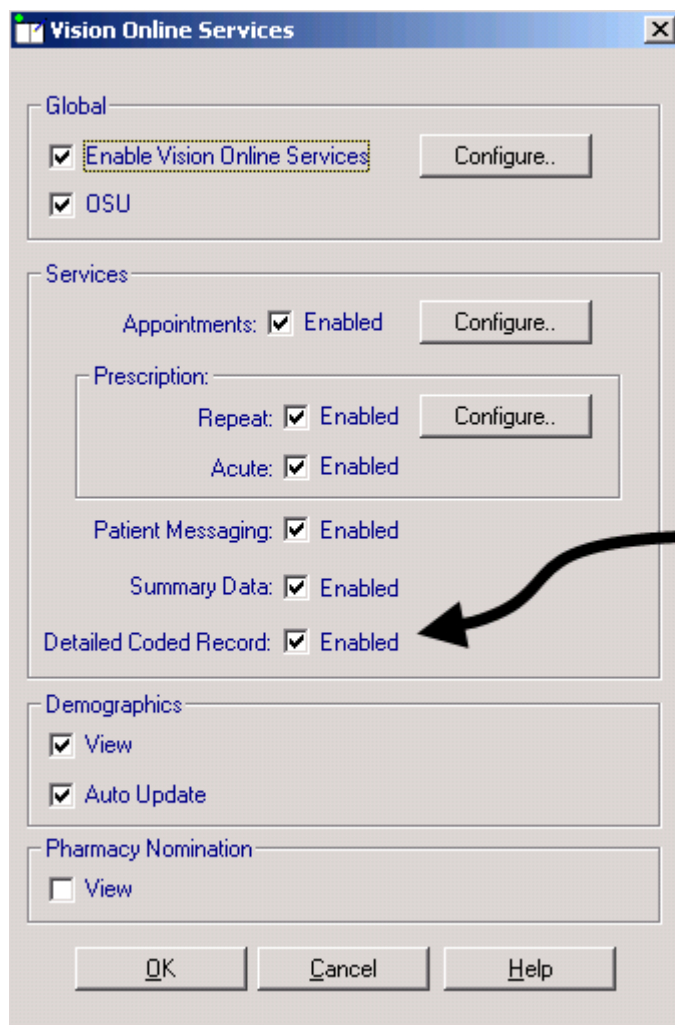 Vision Online Services
Global
Enable Vision Online Services Configure..
OSU
Services
Appointments: Enabled Configure..
Prescription:
Repeat: Enabled Configure..
Acute: Enabled
Patient Messaging: Enabled
Summary Data: Enabled
Detailed Coded Record: Enabled
Demographics
View
Auto Update
Pharmacy Nomination
View
OK Cancel Help